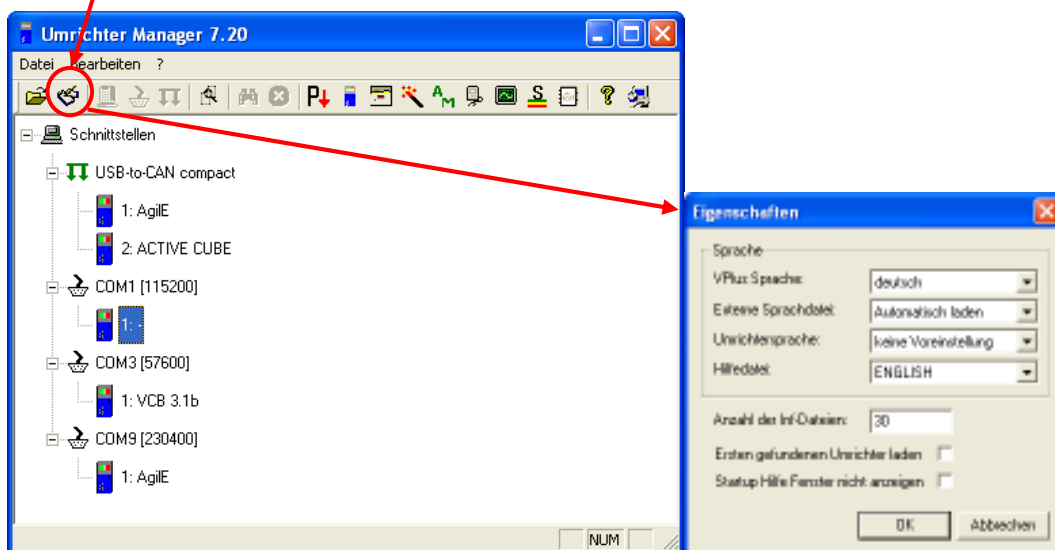 Umrichter Manager 7.20
Datei Bearbeiten ?
Schnittstellen
USB-to-CAN compact
1: AgilE
2: ACTIVE CUBE
COM1 [115200]
1: -
COM3 [57600]
1: VCB 3.1b
COM9 [230400]
1: AgilE
NUM
Eigenschaften
Sprache
VPlus Sprache: deutsch
Externe Sprachdatei: Automatisch laden
Umrichtersprache: keine Voreinstellung
Hilfedatei: ENGLISH
Anzahl der Inf-Dateien: 30
Ersten gefundenen Umrichter laden
Startup Hilfe Fenster nicht anzeigen
OK Abbrechen